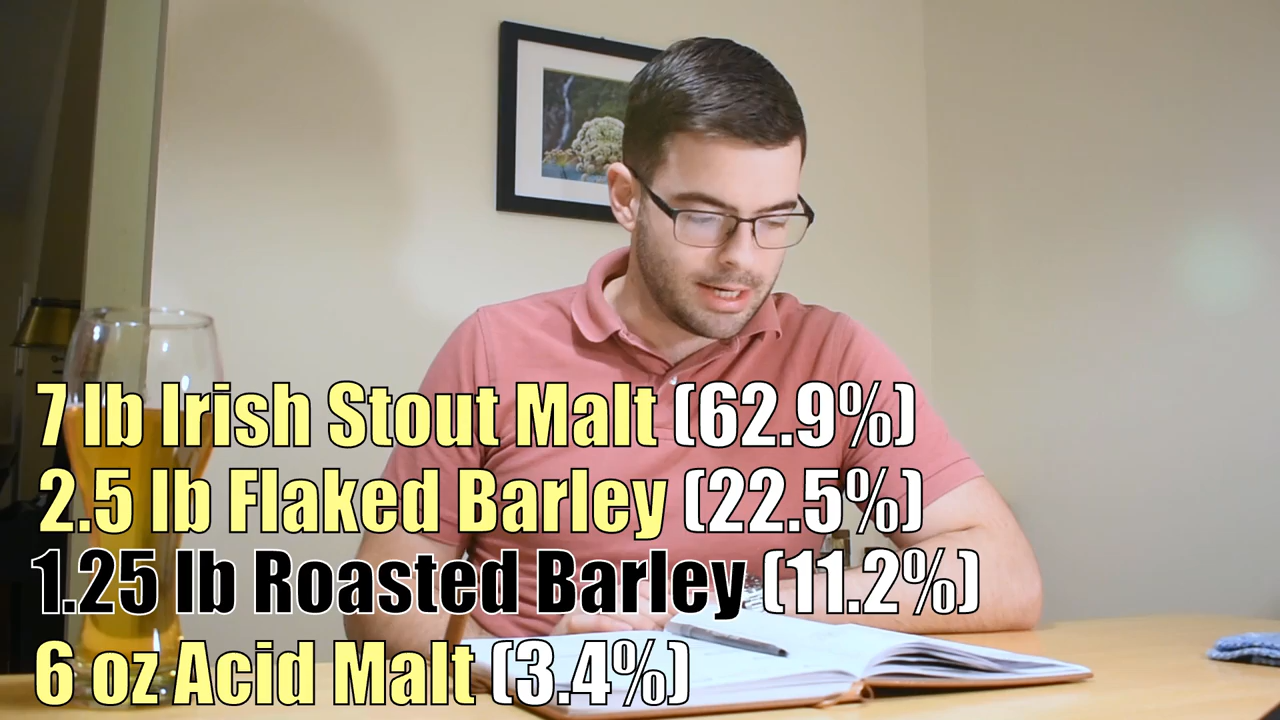 7 lb Irish Stout Malt (62.9%)
2.5 lb Flaked Barley (22.5%)
1.25 lb Roasted Barley (11.2%)
6 oz Acid Malt (3.4%)